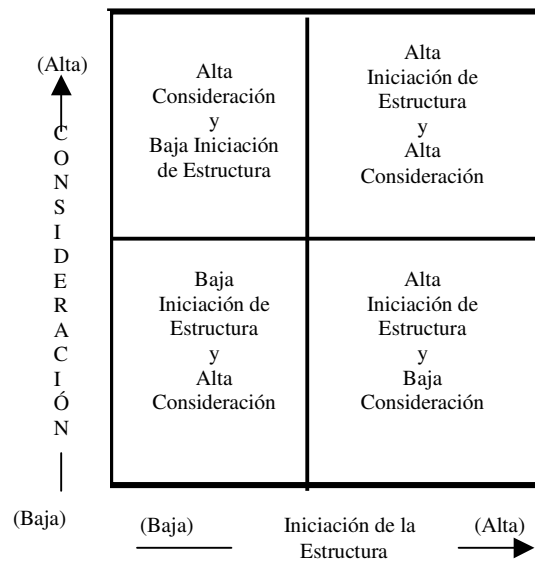 (Alta)
CONSIDERACIÓN
(Baja)
Alta
Consideración
y
Baja Iniciación
de Estructura
Alta
Iniciación de
Estructura
y
Alta
Consideración
Baja
Iniciación de
Estructura
y
Alta
Consideración
Alta
Iniciación de
Estructura
y
Baja
Consideración
(Baja)
Iniciación de la
Estructura
(Alta)